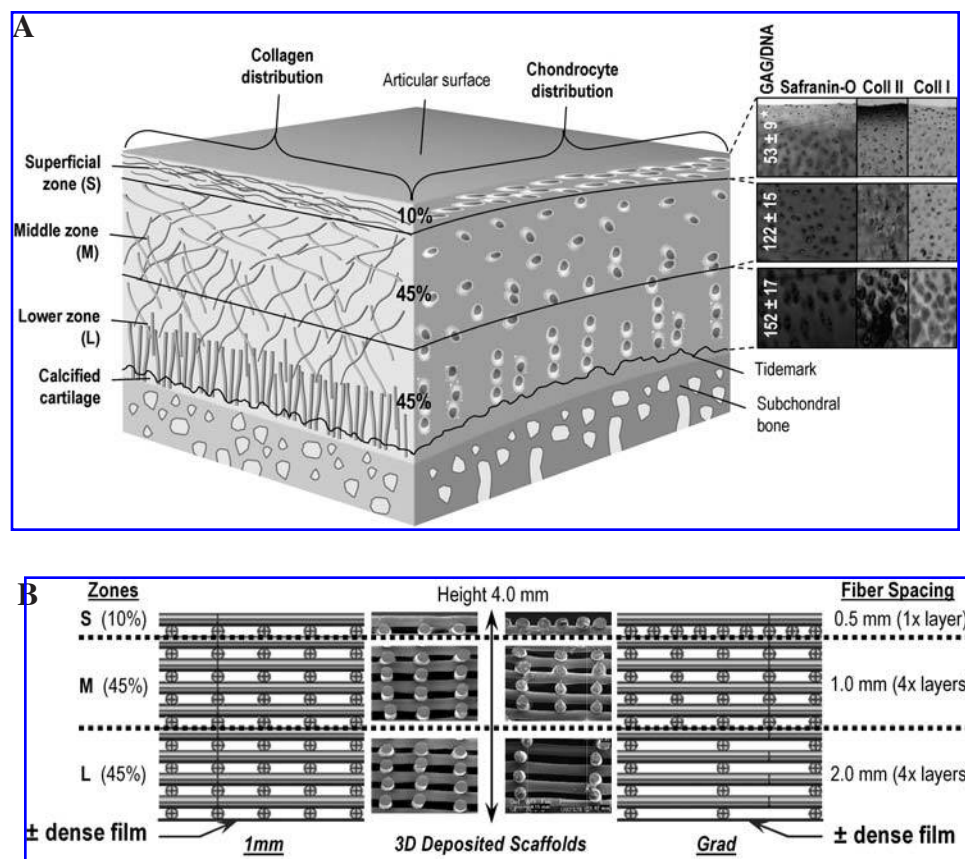 A
Collagen
distribution
Articular surface
Chondrocyte
distribution
GAG/DNA
Safranin-O
Coll II
Coll I
Superficial
zone (S)
Middle zone
(M)
Lower zone
(L)
Calcified
cartilage
10%
45%
45%
53 ± 9 *
122 ± 15
152 ± 17
Tidemark
Subchondral
bone
B
Zones
Height 4.0 mm
Fiber Spacing
S (10%)
0.5 mm (1x layer)
M (45%)
1.0 mm (4x layers
L (45%)
2.0 mm (4x layers
± dense film
1mm
3D Deposited Scaffolds
Grad
± dense film